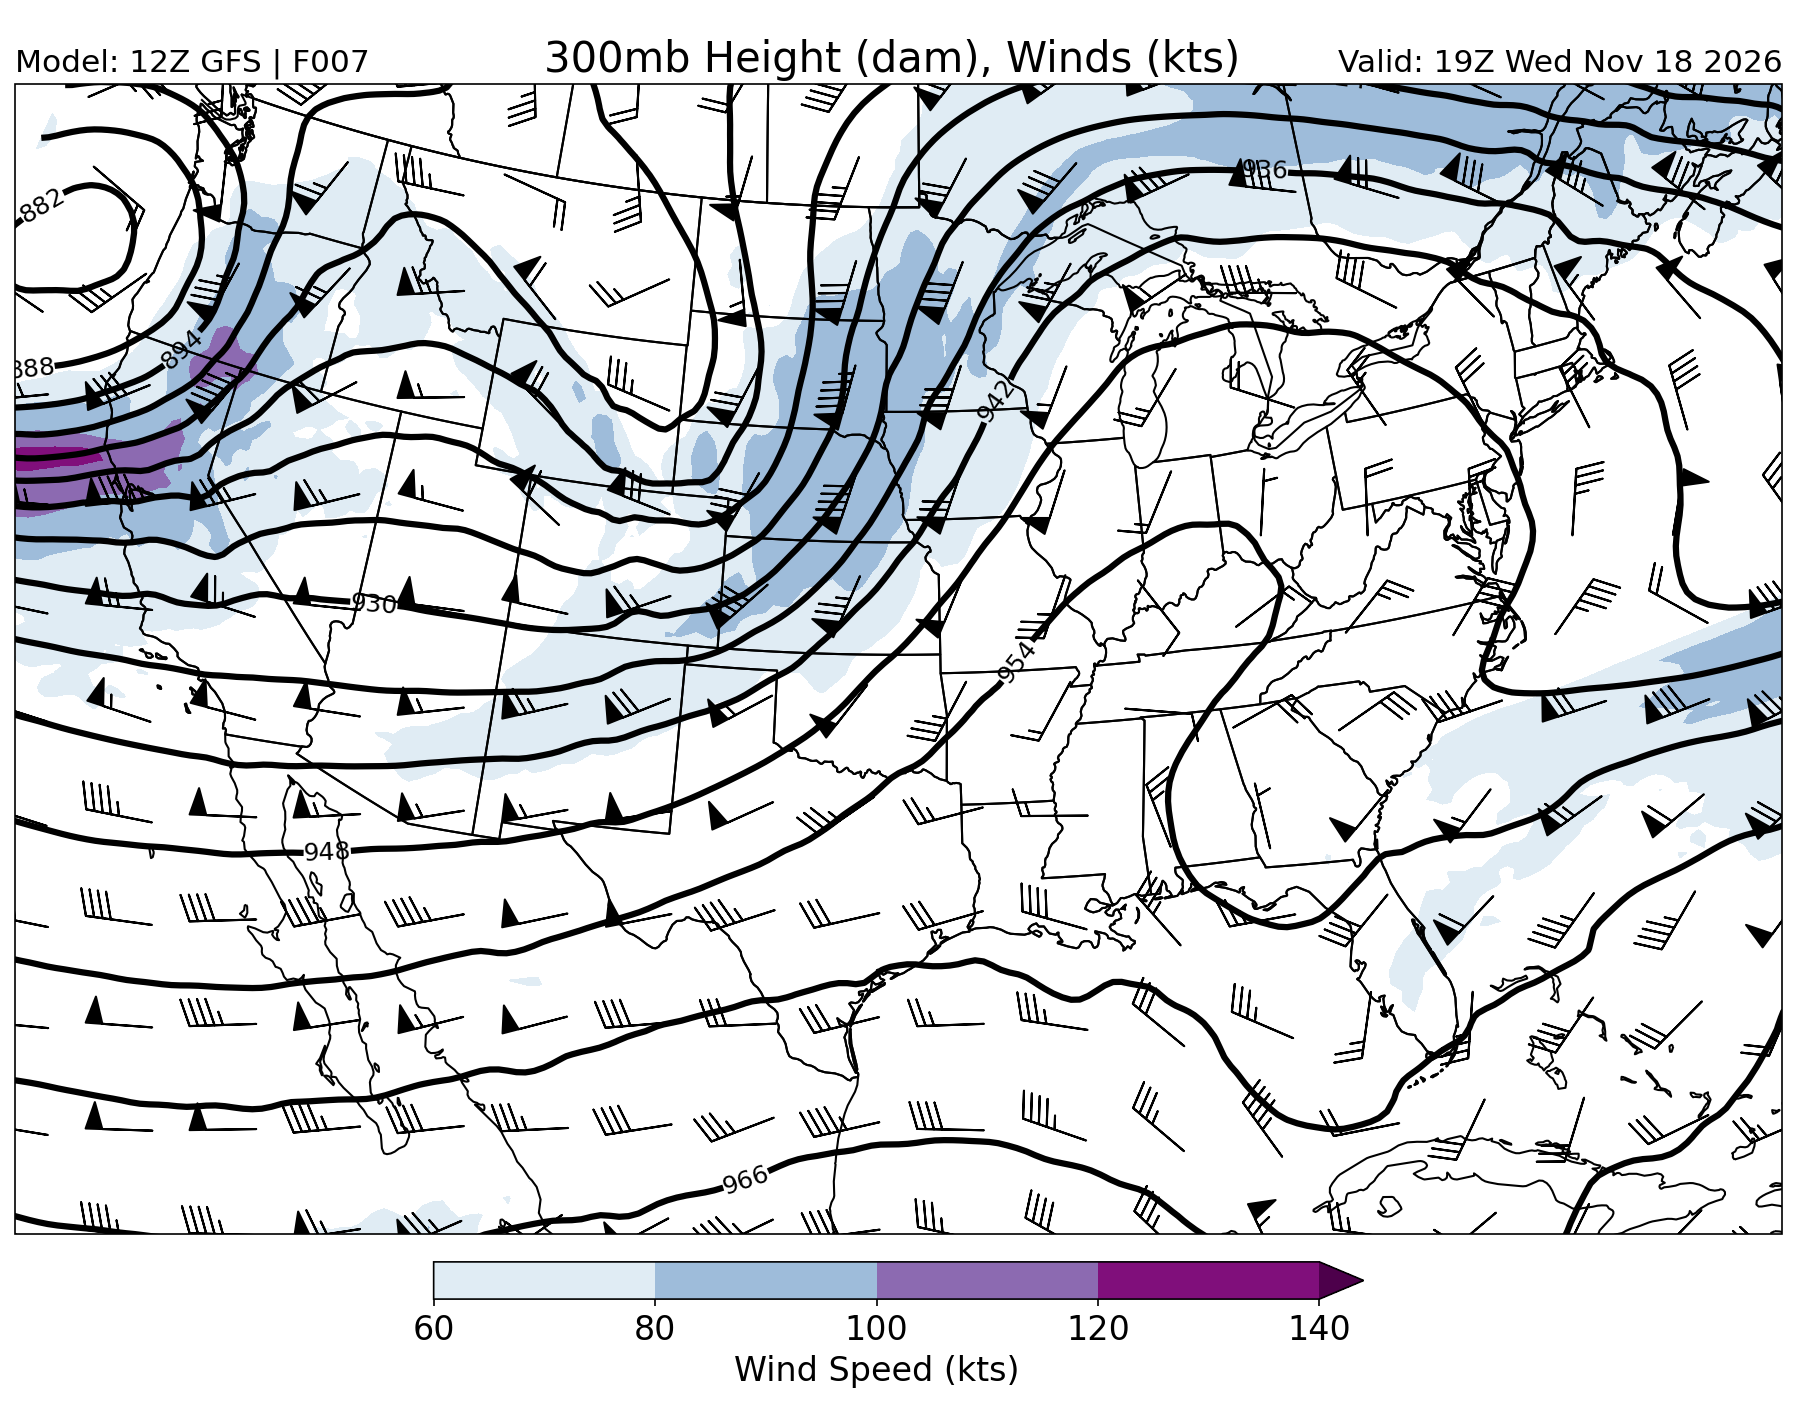 Model: 12Z GFS | F007
300mb Height (dam), Winds (kts)
Valid: 19Z Wed Nov 18 2026
936
882
894
888
942
930
954
948
966
60 80 100 120 140
Wind Speed (kts)